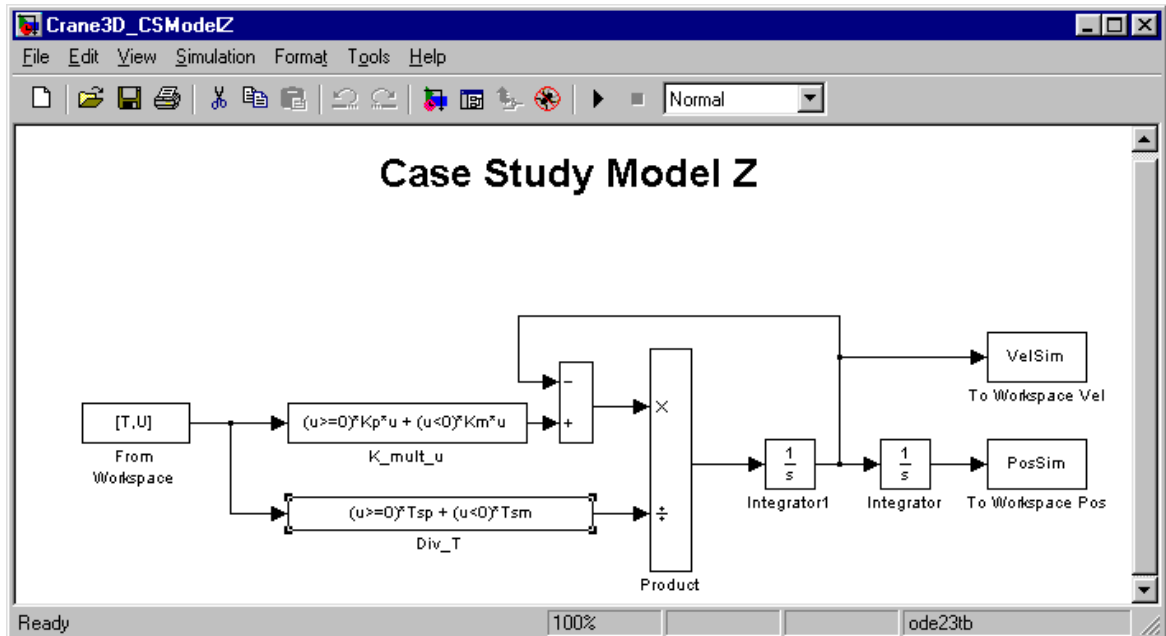 Crane3D_CSModelZ
File Edit View Simulation Format Tools Help
Normal
Case Study Model Z
[T,U]
From
Workspace
(u>=0)*Kp*u + (u<0)*Km*u
K_mult_u
(u>=0)*Tsp + (u<0)*Tsm
Div_T
−
+
×
÷
Product
1
s
Integrator1
1
s
Integrator
VelSim
To Workspace Vel
PosSim
To Workspace Pos
Ready 100% ode23tb